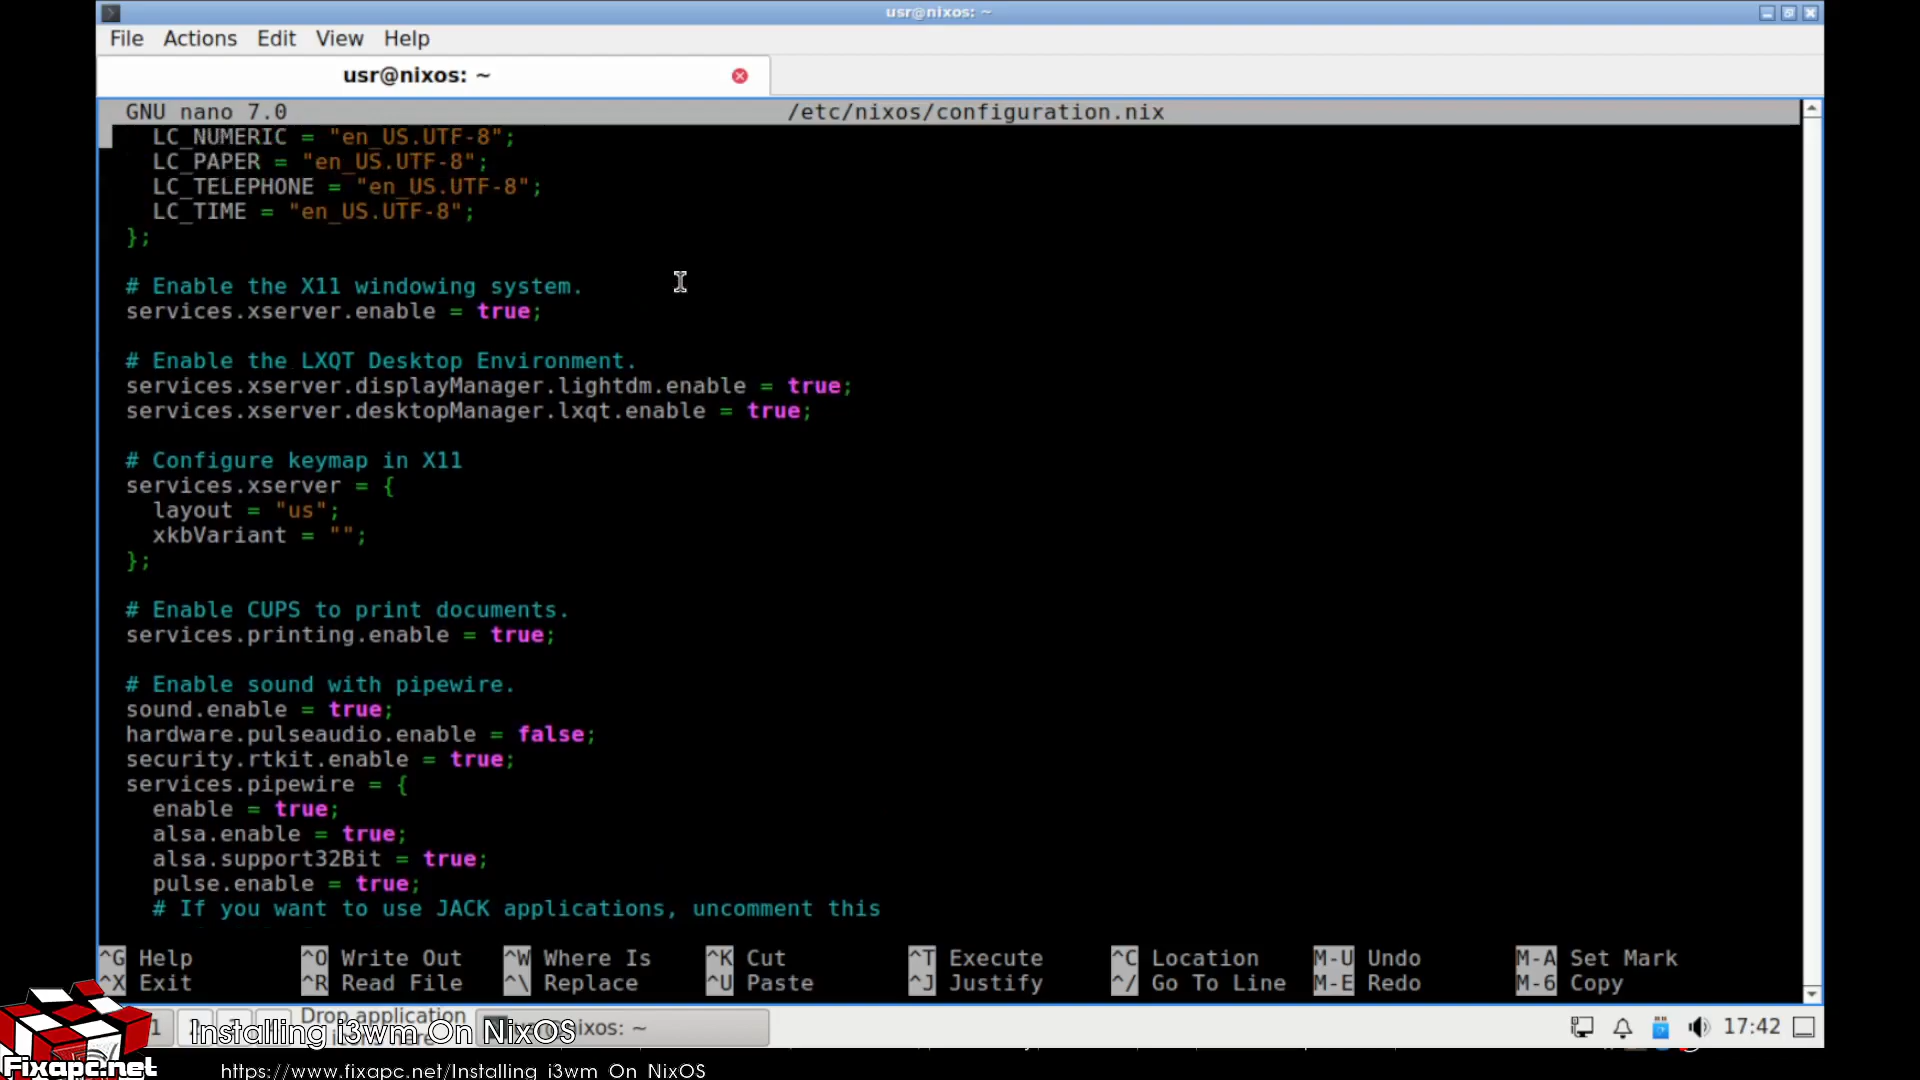 usr@nixos: ~
File Actions Edit View Help
usr@nixos: ~
GNU nano 7.0 /etc/nixos/configuration.nix
LC_NUMERIC = "en_US.UTF-8";
LC_PAPER = "en_US.UTF-8";
LC_TELEPHONE = "en_US.UTF-8";
LC_TIME = "en_US.UTF-8";
};
# Enable the X11 windowing system.
services.xserver.enable = true;
# Enable the LXQT Desktop Environment.
services.xserver.displayManager.lightdm.enable = true;
services.xserver.desktopManager.lxqt.enable = true;
# Configure keymap in X11
services.xserver = {
layout = "us";
xkbVariant = "";
};
# Enable CUPS to print documents.
services.printing.enable = true;
# Enable sound with pipewire.
sound.enable = true;
hardware.pulseaudio.enable = false;
security.rtkit.enable = true;
services.pipewire = {
enable = true;
alsa.enable = true;
alsa.support32Bit = true;
pulse.enable = true;
# If you want to use JACK applications, uncomment this
^G Help ^O Write Out ^W Where Is ^K Cut ^T Execute ^C Location M-U Undo M-A Set Mark
^X Exit ^R Read File ^\ Replace ^U Paste ^J Justify ^/ Go To Line M-E Redo M-6 Copy
Drop application
1 Installing i3wm On NixOS nixos: ~ 17:42
Fixapc.net
https://www.fixapc.net/Installing_i3wm_On_NixOS